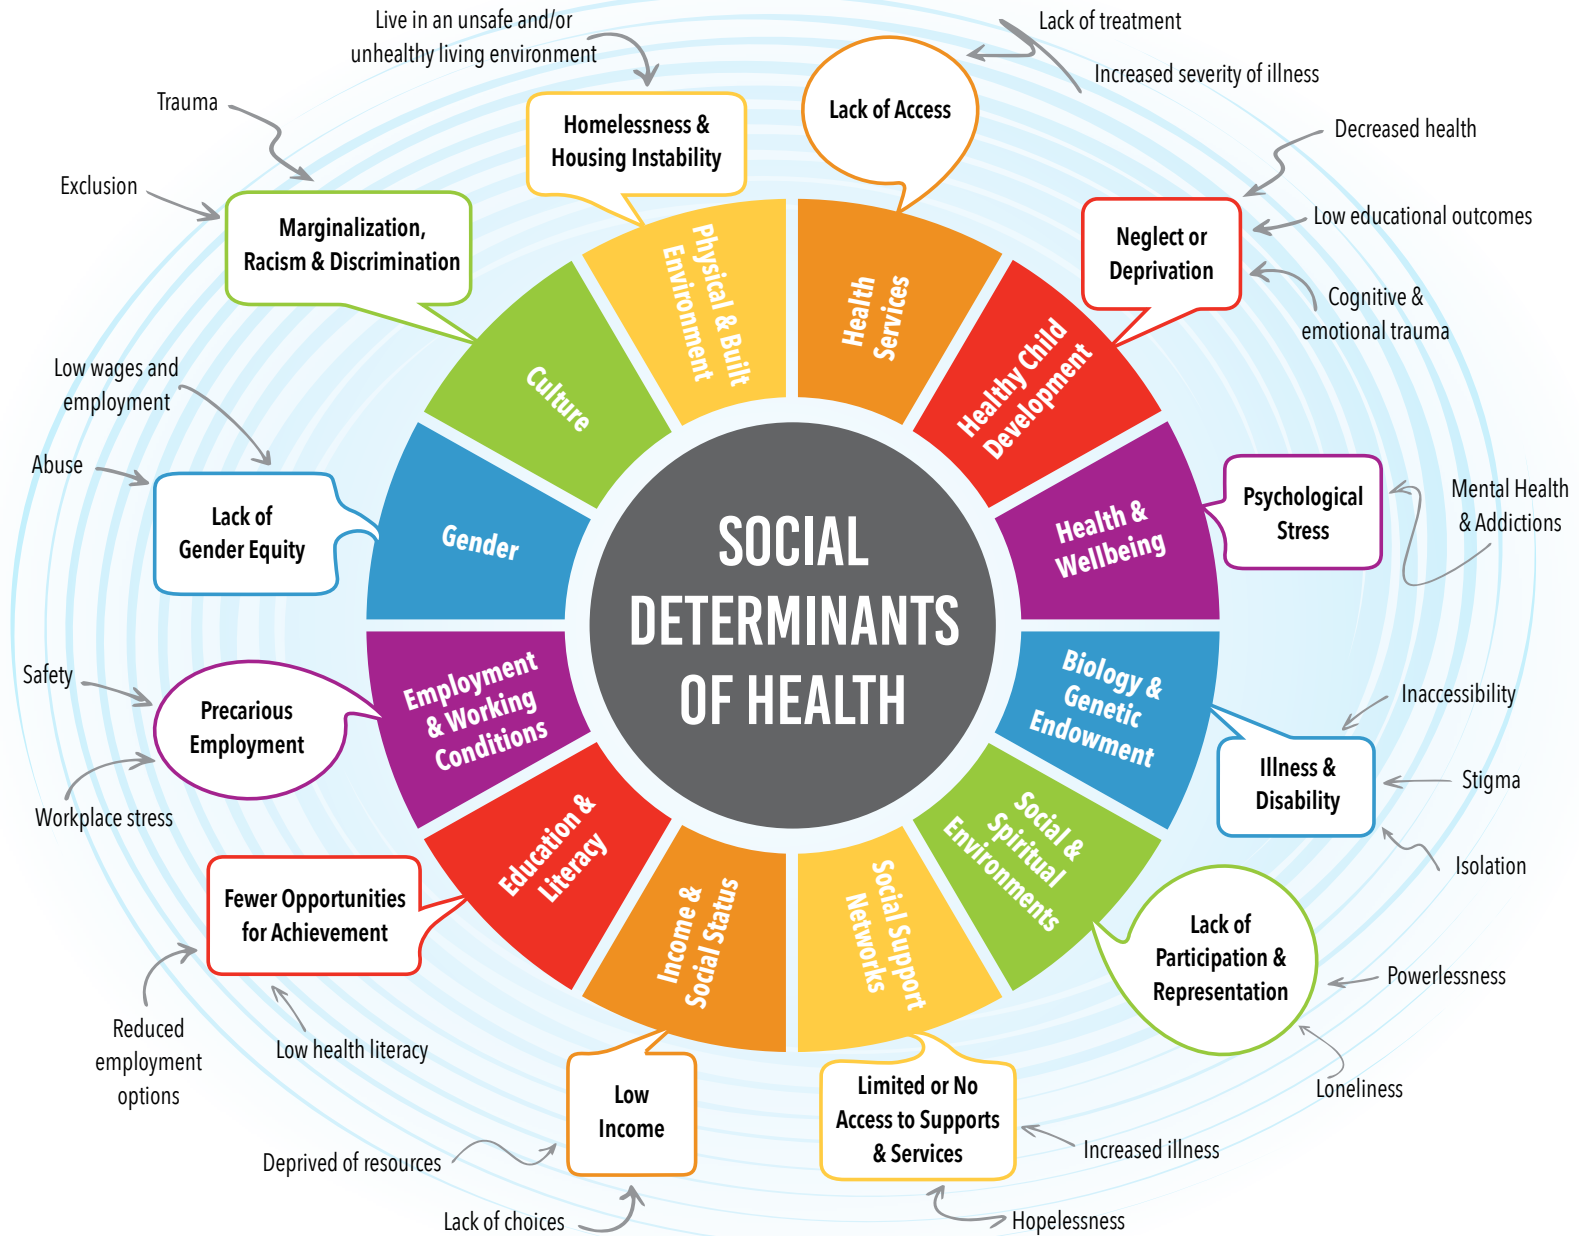 Live in an unsafe and/or
unhealthy living environment
Lack of treatment
Increased severity of illness
Trauma
Exclusion
Homelessness &
Housing Instability
Lack of Access
Decreased health
Low educational outcomes
Cognitive &
emotional trauma
Marginalization,
Racism & Discrimination
Neglect or
Deprivation
Physical & Built
Environment
Health
Services
Culture
Healthy Child
Development
Low wages and
employment
Abuse
Lack of
Gender Equity
Gender
Health &
Wellbeing
Psychological
Stress
Mental Health
& Addictions
SOCIAL
DETERMINANTS
OF HEALTH
Safety
Workplace stress
Precarious
Employment
Employment
& Working
Conditions
Biology &
Genetic
Endowment
Illness &
Disability
Inaccessibility
Stigma
Isolation
Education &
Literacy
Fewer Opportunities
for Achievement
Reduced
employment
options
Low health literacy
Income &
Social Status
Social Support
Networks
Social &
Spiritual
Environments
Lack of
Participation &
Representation
Powerlessness
Loneliness
Low
Income
Deprived of resources
Lack of choices
Limited or No
Access to Supports
& Services
Increased illness
Hopelessness